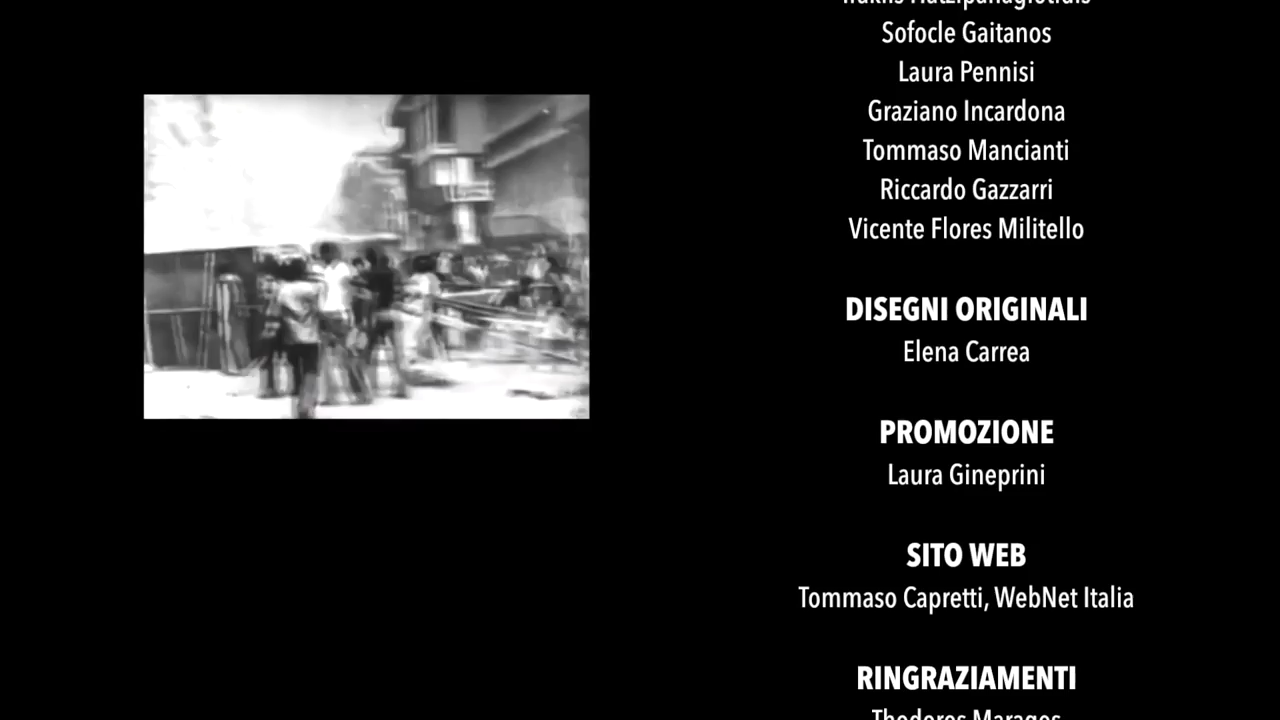 Sofocle Gaitanos
Laura Pennisi
Graziano Incardona
Tommaso Mancianti
Riccardo Gazzarri
Vicente Flores Militello
DISEGNI ORIGINALI
Elena Carrea
PROMOZIONE
Laura Gineprini
SITO WEB
Tommaso Capretti, WebNet Italia
RINGRAZIAMENTI